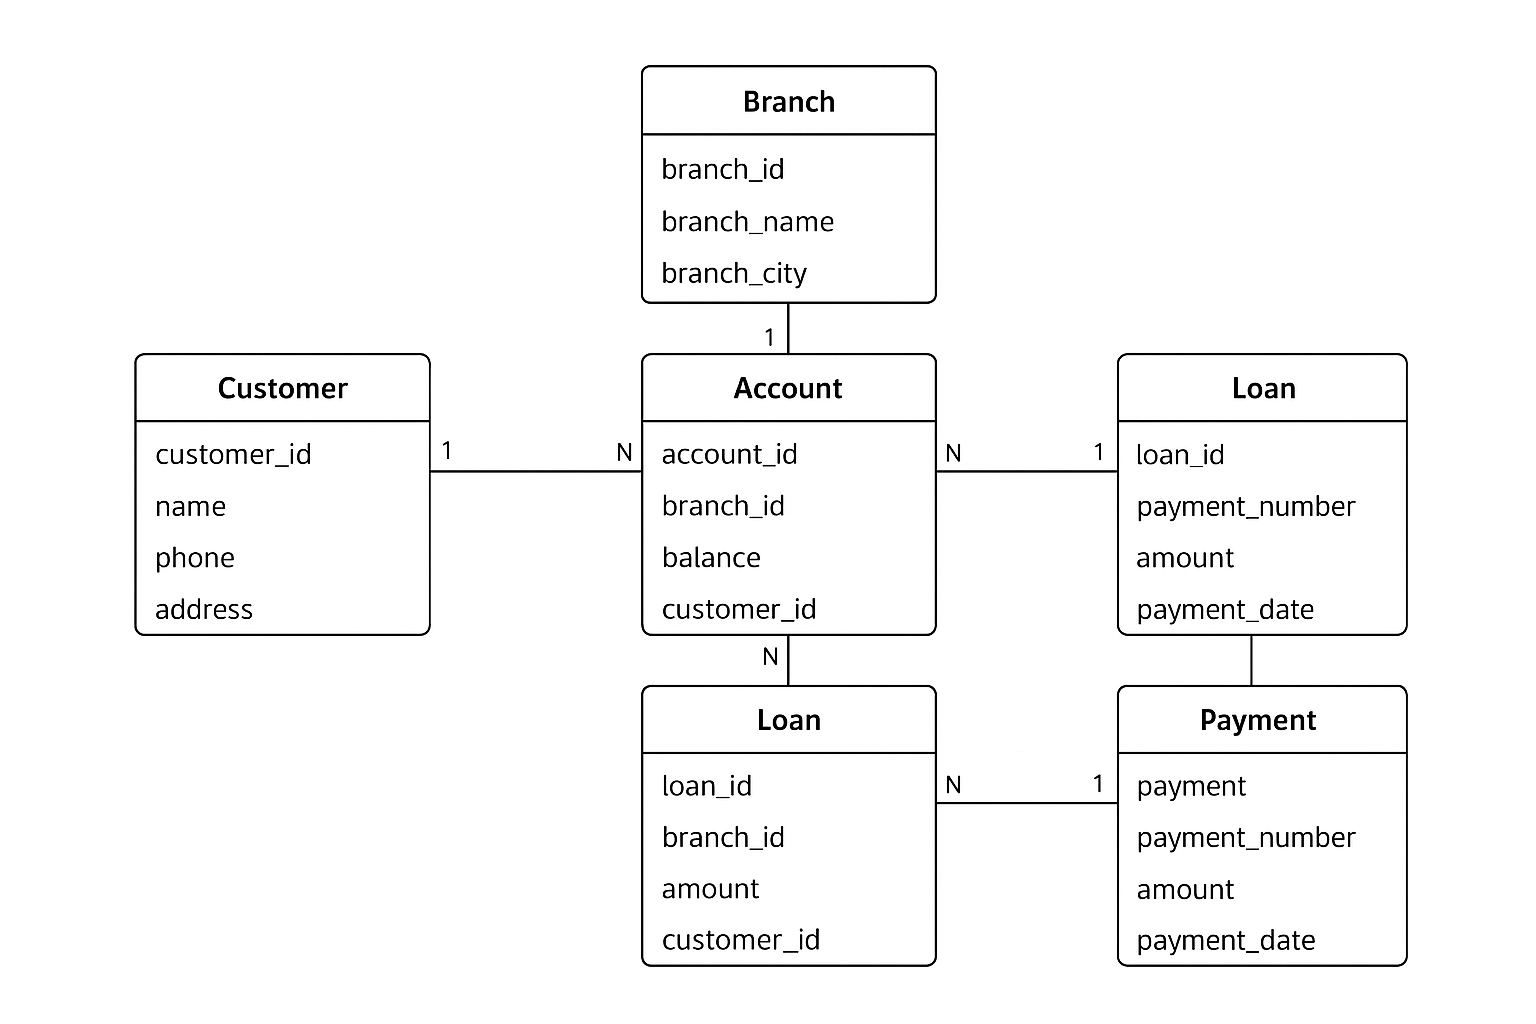 Branch
branch_id
branch_name
branch_city
1
Customer
customer_id
name
phone
address
1
N
Account
account_id
branch_id
balance
customer_id
N
1
Loan
loan_id
payment_number
amount
payment_date
N
Loan
loan_id
branch_id
amount
customer_id
N
1
Payment
payment
payment_number
amount
payment_date